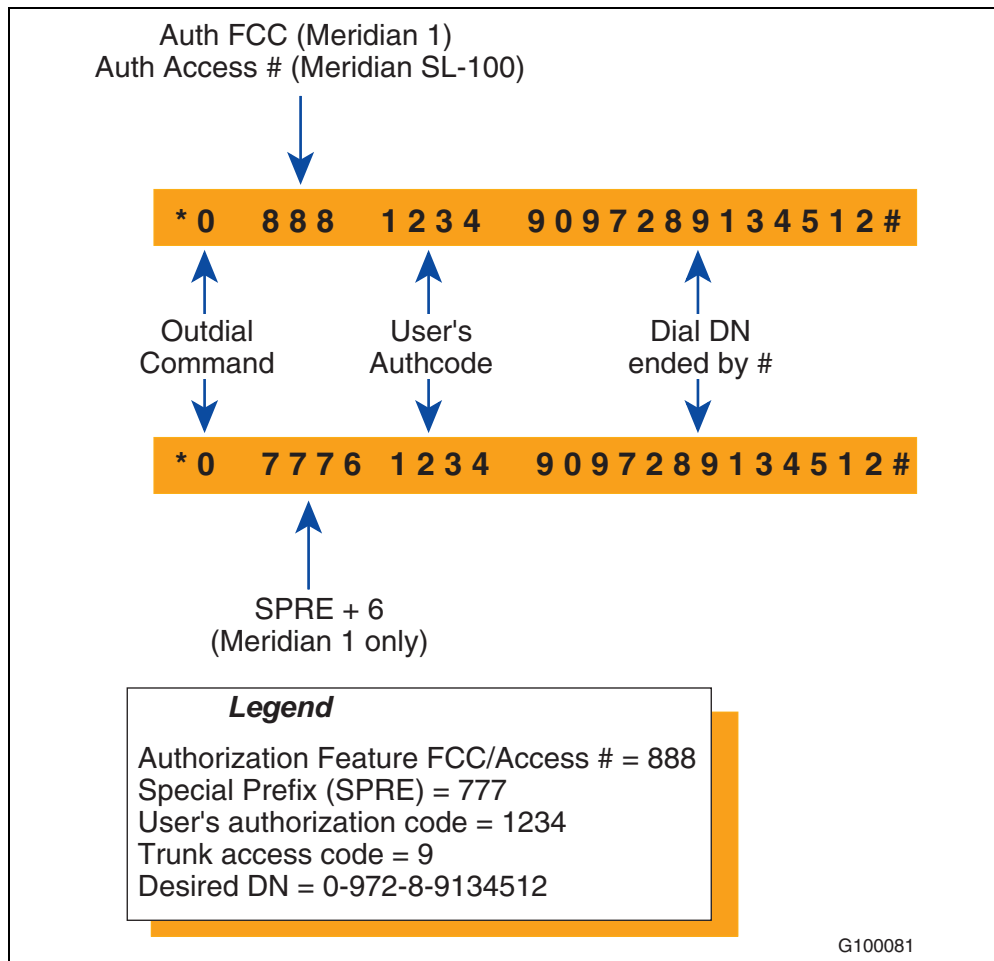 Auth FCC (Meridian 1)
Auth Access # (Meridian SL-100)
*0 888 1234 9097289134512#
Outdial Command
User's Authcode
Dial DN ended by #
*0 7776 1234 9097289134512#
SPRE + 6
(Meridian 1 only)
Legend
Authorization Feature FCC/Access # = 888
Special Prefix (SPRE) = 777
User's authorization code = 1234
Trunk access code = 9
Desired DN = 0-972-8-9134512
G100081